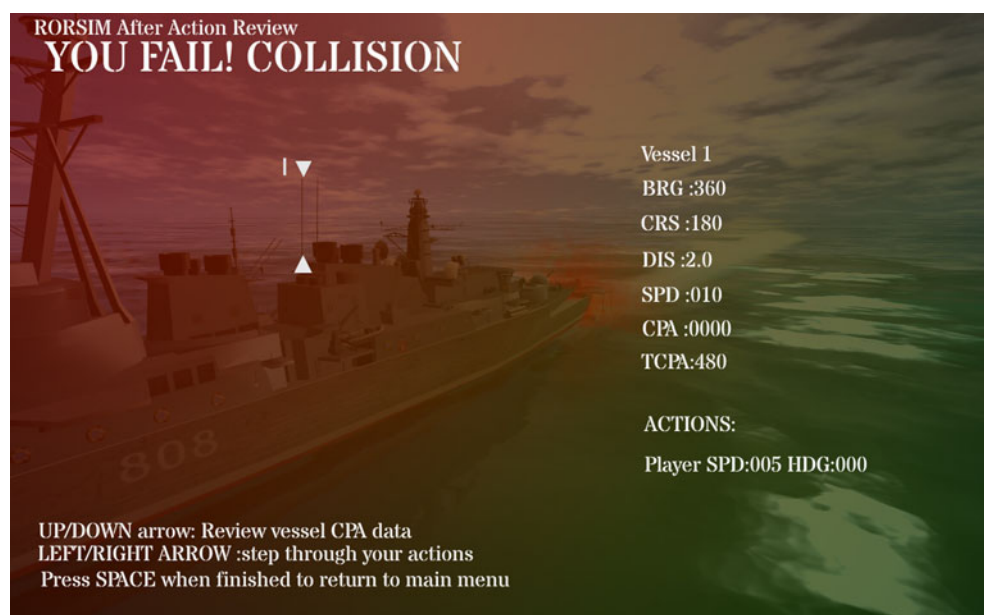 RORSIM After Action Review
YOU FAIL! COLLISION
1
Vessel 1
BRG :360
CRS :180
DIS :2.0
SPD :010
CPA :0000
TCPA:480
ACTIONS:
Player SPD:005 HDG:000
808
UP/DOWN arrow: Review vessel CPA data
LEFT/RIGHT ARROW :step through your actions
Press SPACE when finished to return to main menu